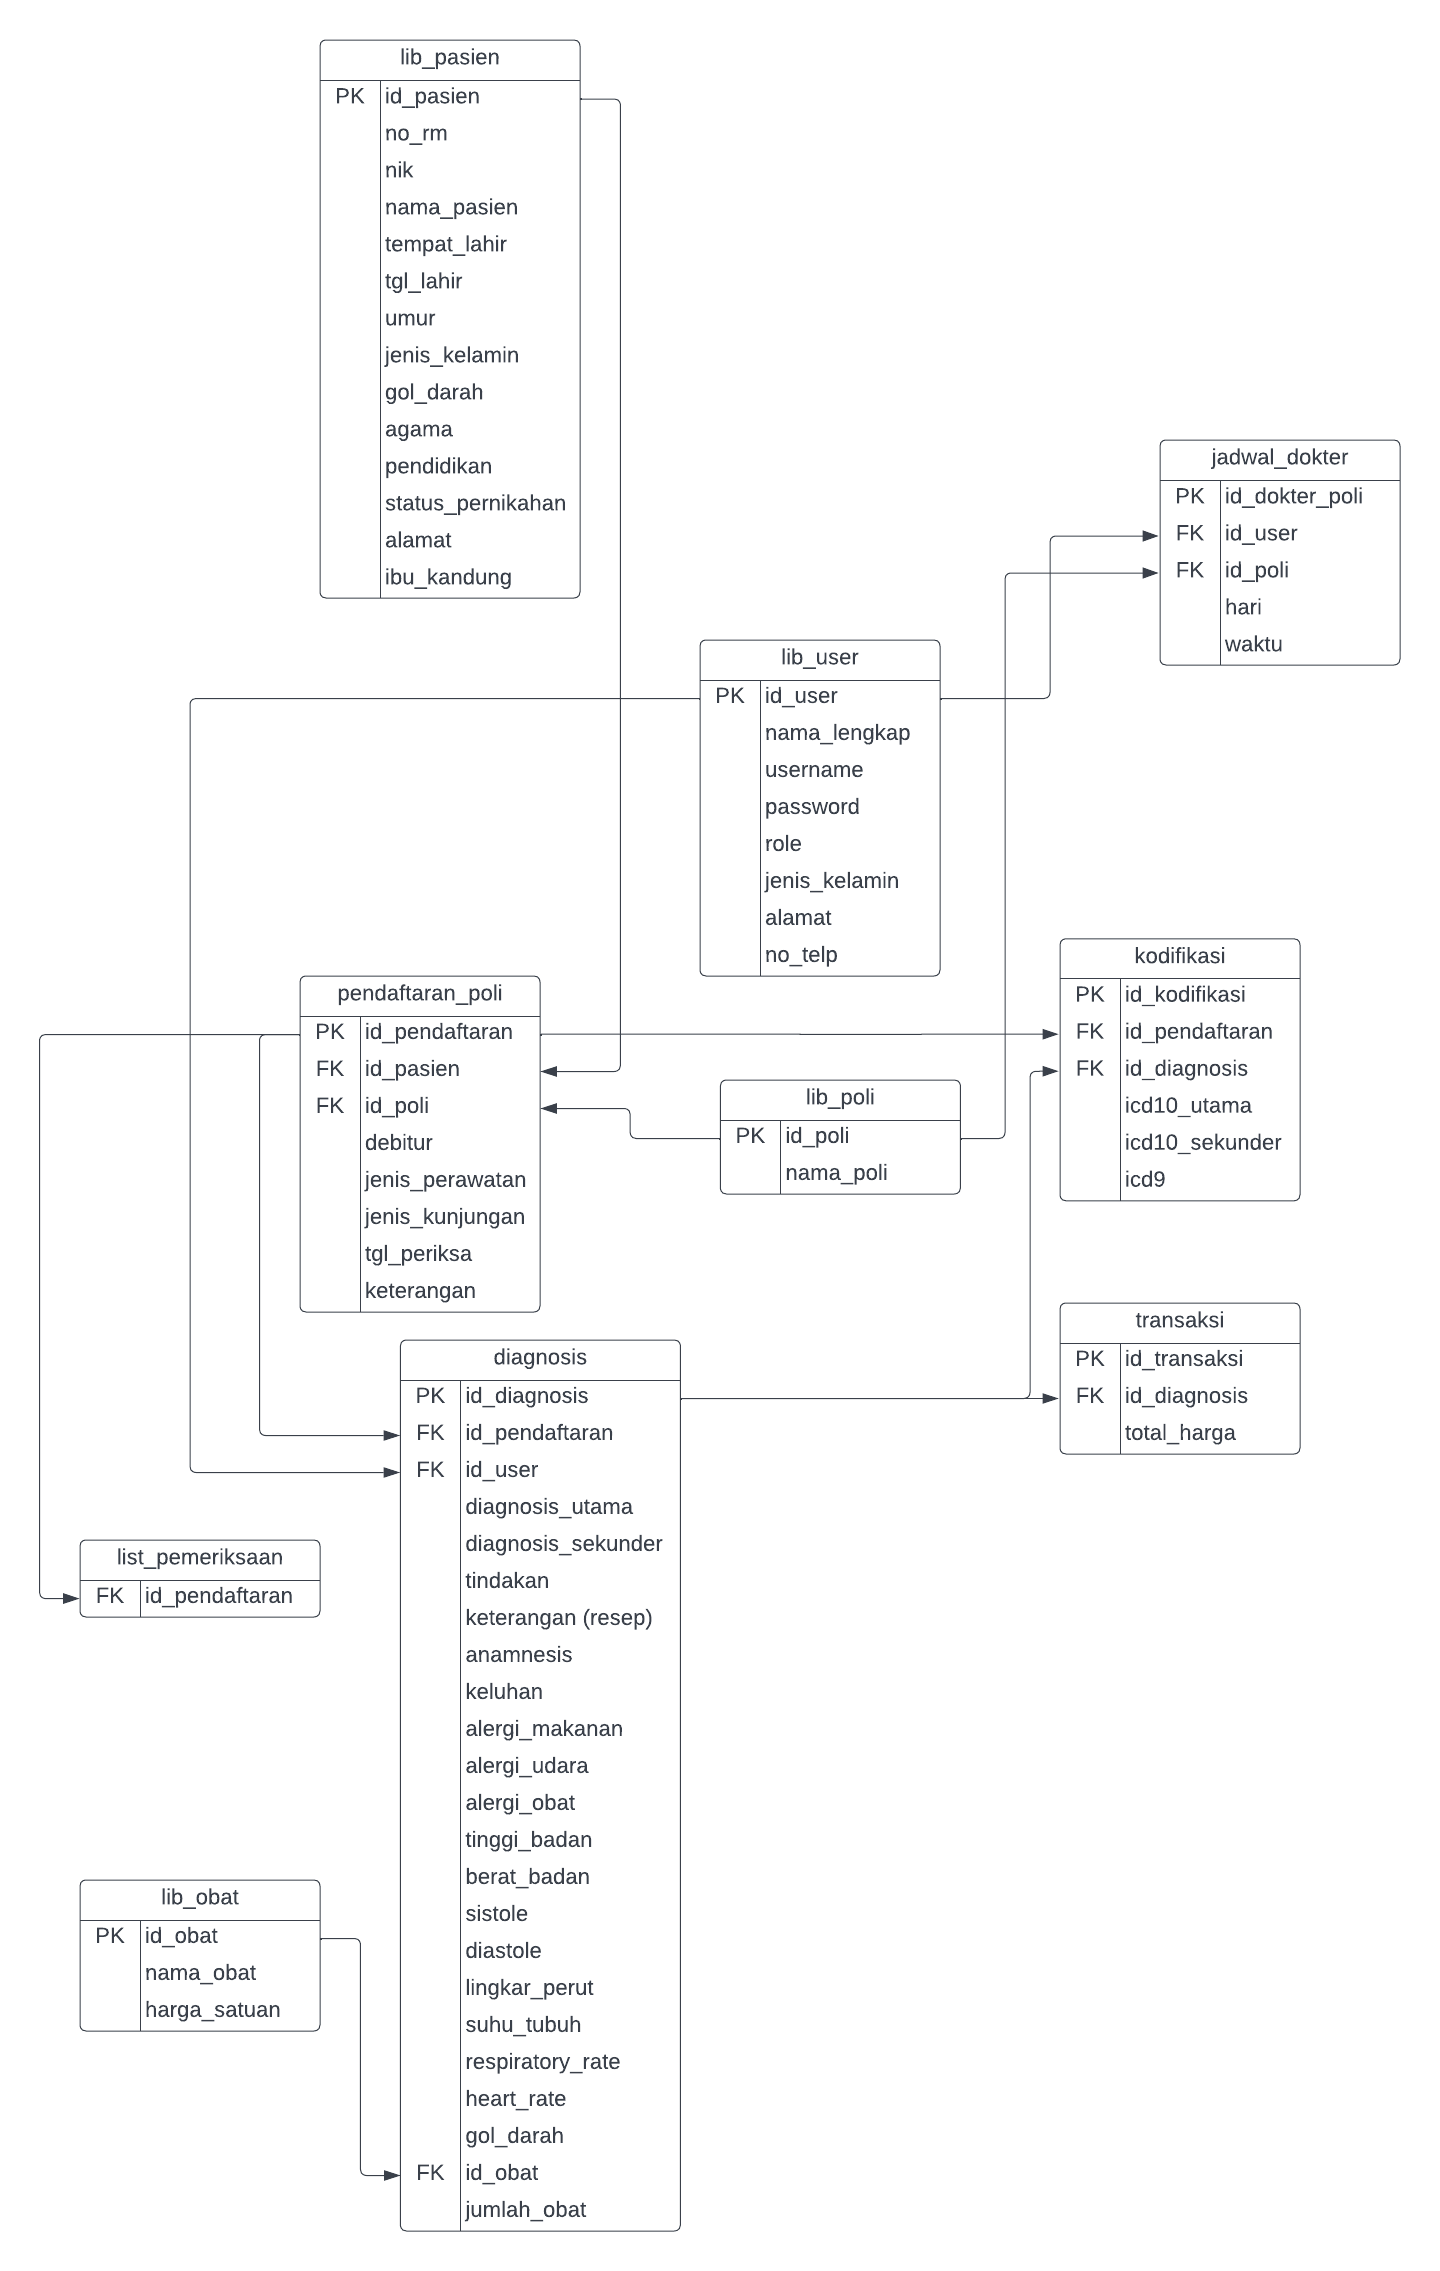 lib_pasien
PK id_pasien
no_rm
nik
nama_pasien
tempat_lahir
tgl_lahir
umur
jenis_kelamin
gol_darah
agama
pendidikan
status_pernikahan
alamat
ibu_kandung
jadwal_dokter
PK id_dokter_poli
FK id_user
FK id_poli
hari
waktu
lib_user
PK id_user
nama_lengkap
username
password
role
jenis_kelamin
alamat
no_telp
kodifikasi
PK id_kodifikasi
FK id_pendaftaran
FK id_diagnosis
icd10_utama
icd10_sekunder
icd9
pendaftaran_poli
PK id_pendaftaran
FK id_pasien
FK id_poli
debitur
jenis_perawatan
jenis_kunjungan
tgl_periksa
keterangan
lib_poli
PK id_poli
nama_poli
transaksi
PK id_transaksi
FK id_diagnosis
total_harga
diagnosis
PK id_diagnosis
FK id_pendaftaran
FK id_user
diagnosis_utama
diagnosis_sekunder
tindakan
keterangan (resep)
anamnesis
keluhan
alergi_makanan
alergi_udara
alergi_obat
tinggi_badan
berat_badan
sistole
diastole
lingkar_perut
suhu_tubuh
respiratory_rate
heart_rate
gol_darah
FK id_obat
jumlah_obat
list_pemeriksaan
FK id_pendaftaran
lib_obat
PK id_obat
nama_obat
harga_satuan